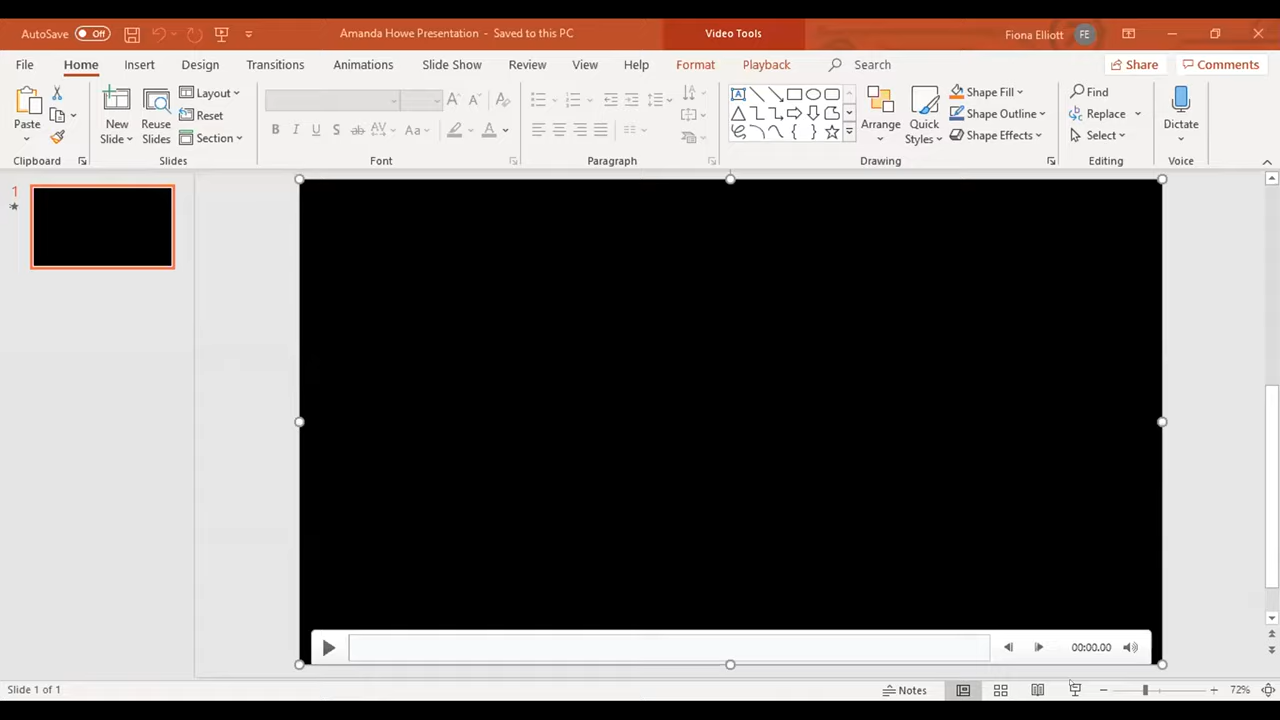 AutoSave Off Amanda Howe Presentation - Saved to this PC Video Tools Fiona Elliott FE
File Home Insert Design Transitions Animations Slide Show Review View Help Format Playback Search Share Comments
Paste New Slide Reuse Slides Layout Reset Section
B I U S ab AV Aa A
Arrange Quick Styles Shape Fill Shape Outline Shape Effects
Find Replace Select Dictate
Clipboard Slides Font Paragraph Drawing Editing Voice
1
00:00.00
Slide 1 of 1 Notes 72%